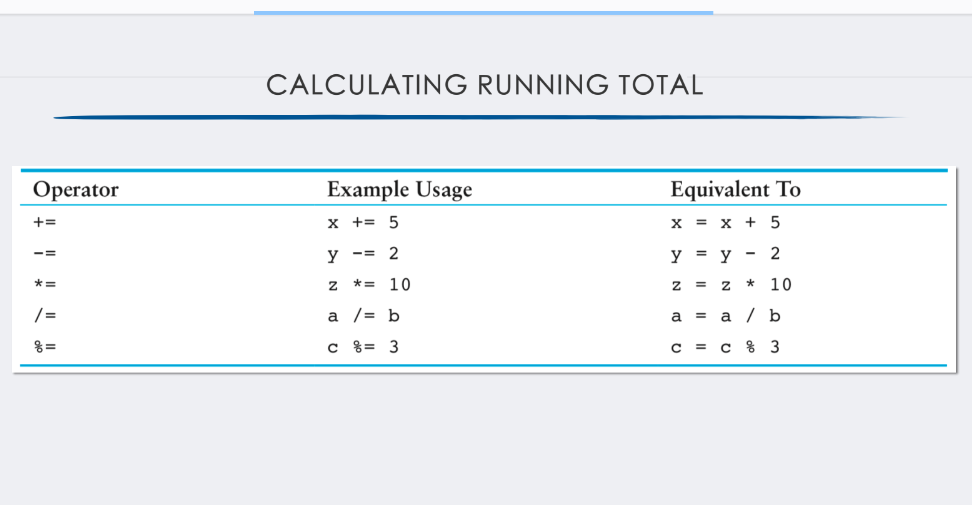 CALCULATING RUNNING TOTAL
Operator Example Usage Equivalent To
+= x += 5 x = x + 5
-= y -= 2 y = y - 2
*= z *= 10 z = z * 10
/= a /= b a = a / b
%= c %= 3 c = c % 3